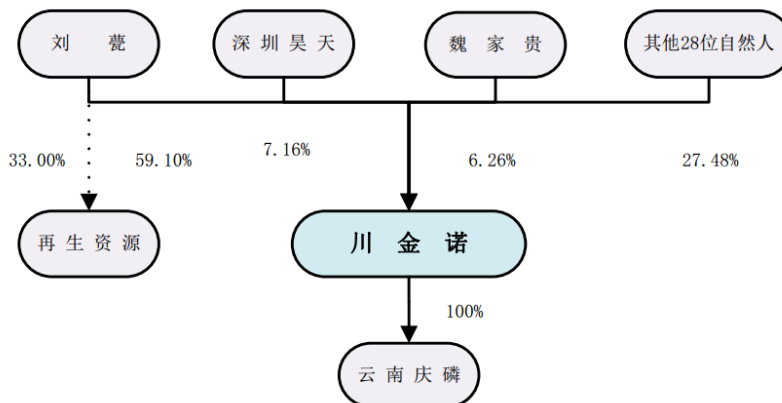 刘 甍
深圳昊天
魏 家 贵
其他28位自然人
33.00%
59.10%
7.16%
6.26%
27.48%
再 生 资 源
川 金 诺
100%
云 南 庆 磷